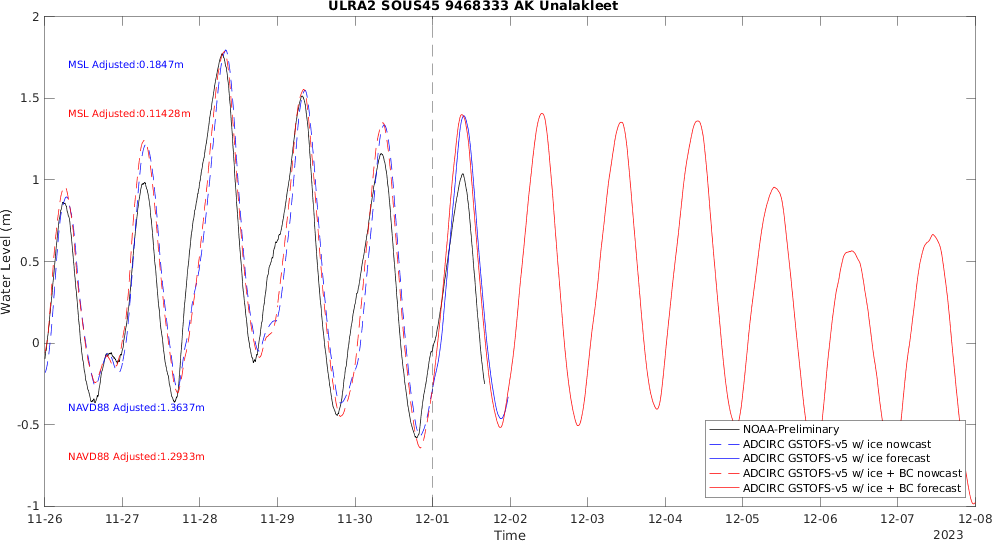 ULRA2 SOUS45 9468333 AK Unalakleet
2
1.5
1
0.5
0
-0.5
-1
Water Level (m)
MSL Adjusted:0.1847m
MSL Adjusted:0.11428m
NAVD88 Adjusted:1.3637m
NAVD88 Adjusted:1.2933m
NOAA-Preliminary
ADCIRC GSTOFS-v5 w/ ice nowcast
ADCIRC GSTOFS-v5 w/ ice forecast
ADCIRC GSTOFS-v5 w/ ice + BC nowcast
ADCIRC GSTOFS-v5 w/ ice + BC forecast
11-26 11-27 11-28 11-29 11-30 12-01 12-02 12-03 12-04 12-05 12-06 12-07 12-08
Time
2023